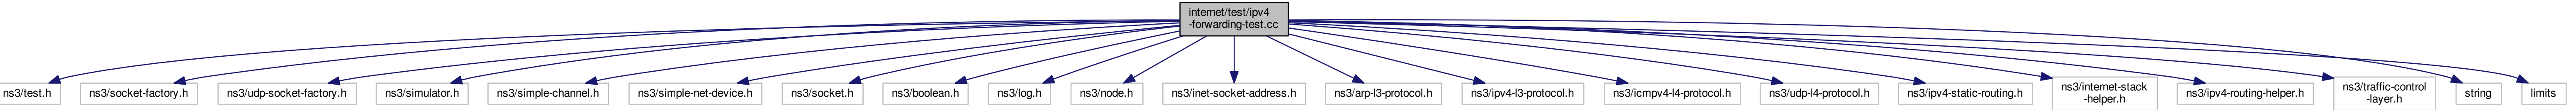 internet/test/ipv4
-forwarding-test.cc
ns3/test.h
ns3/socket-factory.h
ns3/udp-socket-factory.h
ns3/simulator.h
ns3/simple-channel.h
ns3/simple-net-device.h
ns3/socket.h
ns3/boolean.h
ns3/log.h
ns3/node.h
ns3/inet-socket-address.h
ns3/arp-l3-protocol.h
ns3/ipv4-l3-protocol.h
ns3/icmpv4-l4-protocol.h
ns3/udp-l4-protocol.h
ns3/ipv4-static-routing.h
ns3/internet-stack
-helper.h
ns3/ipv4-routing-helper.h
ns3/traffic-control
-layer.h
string
limits